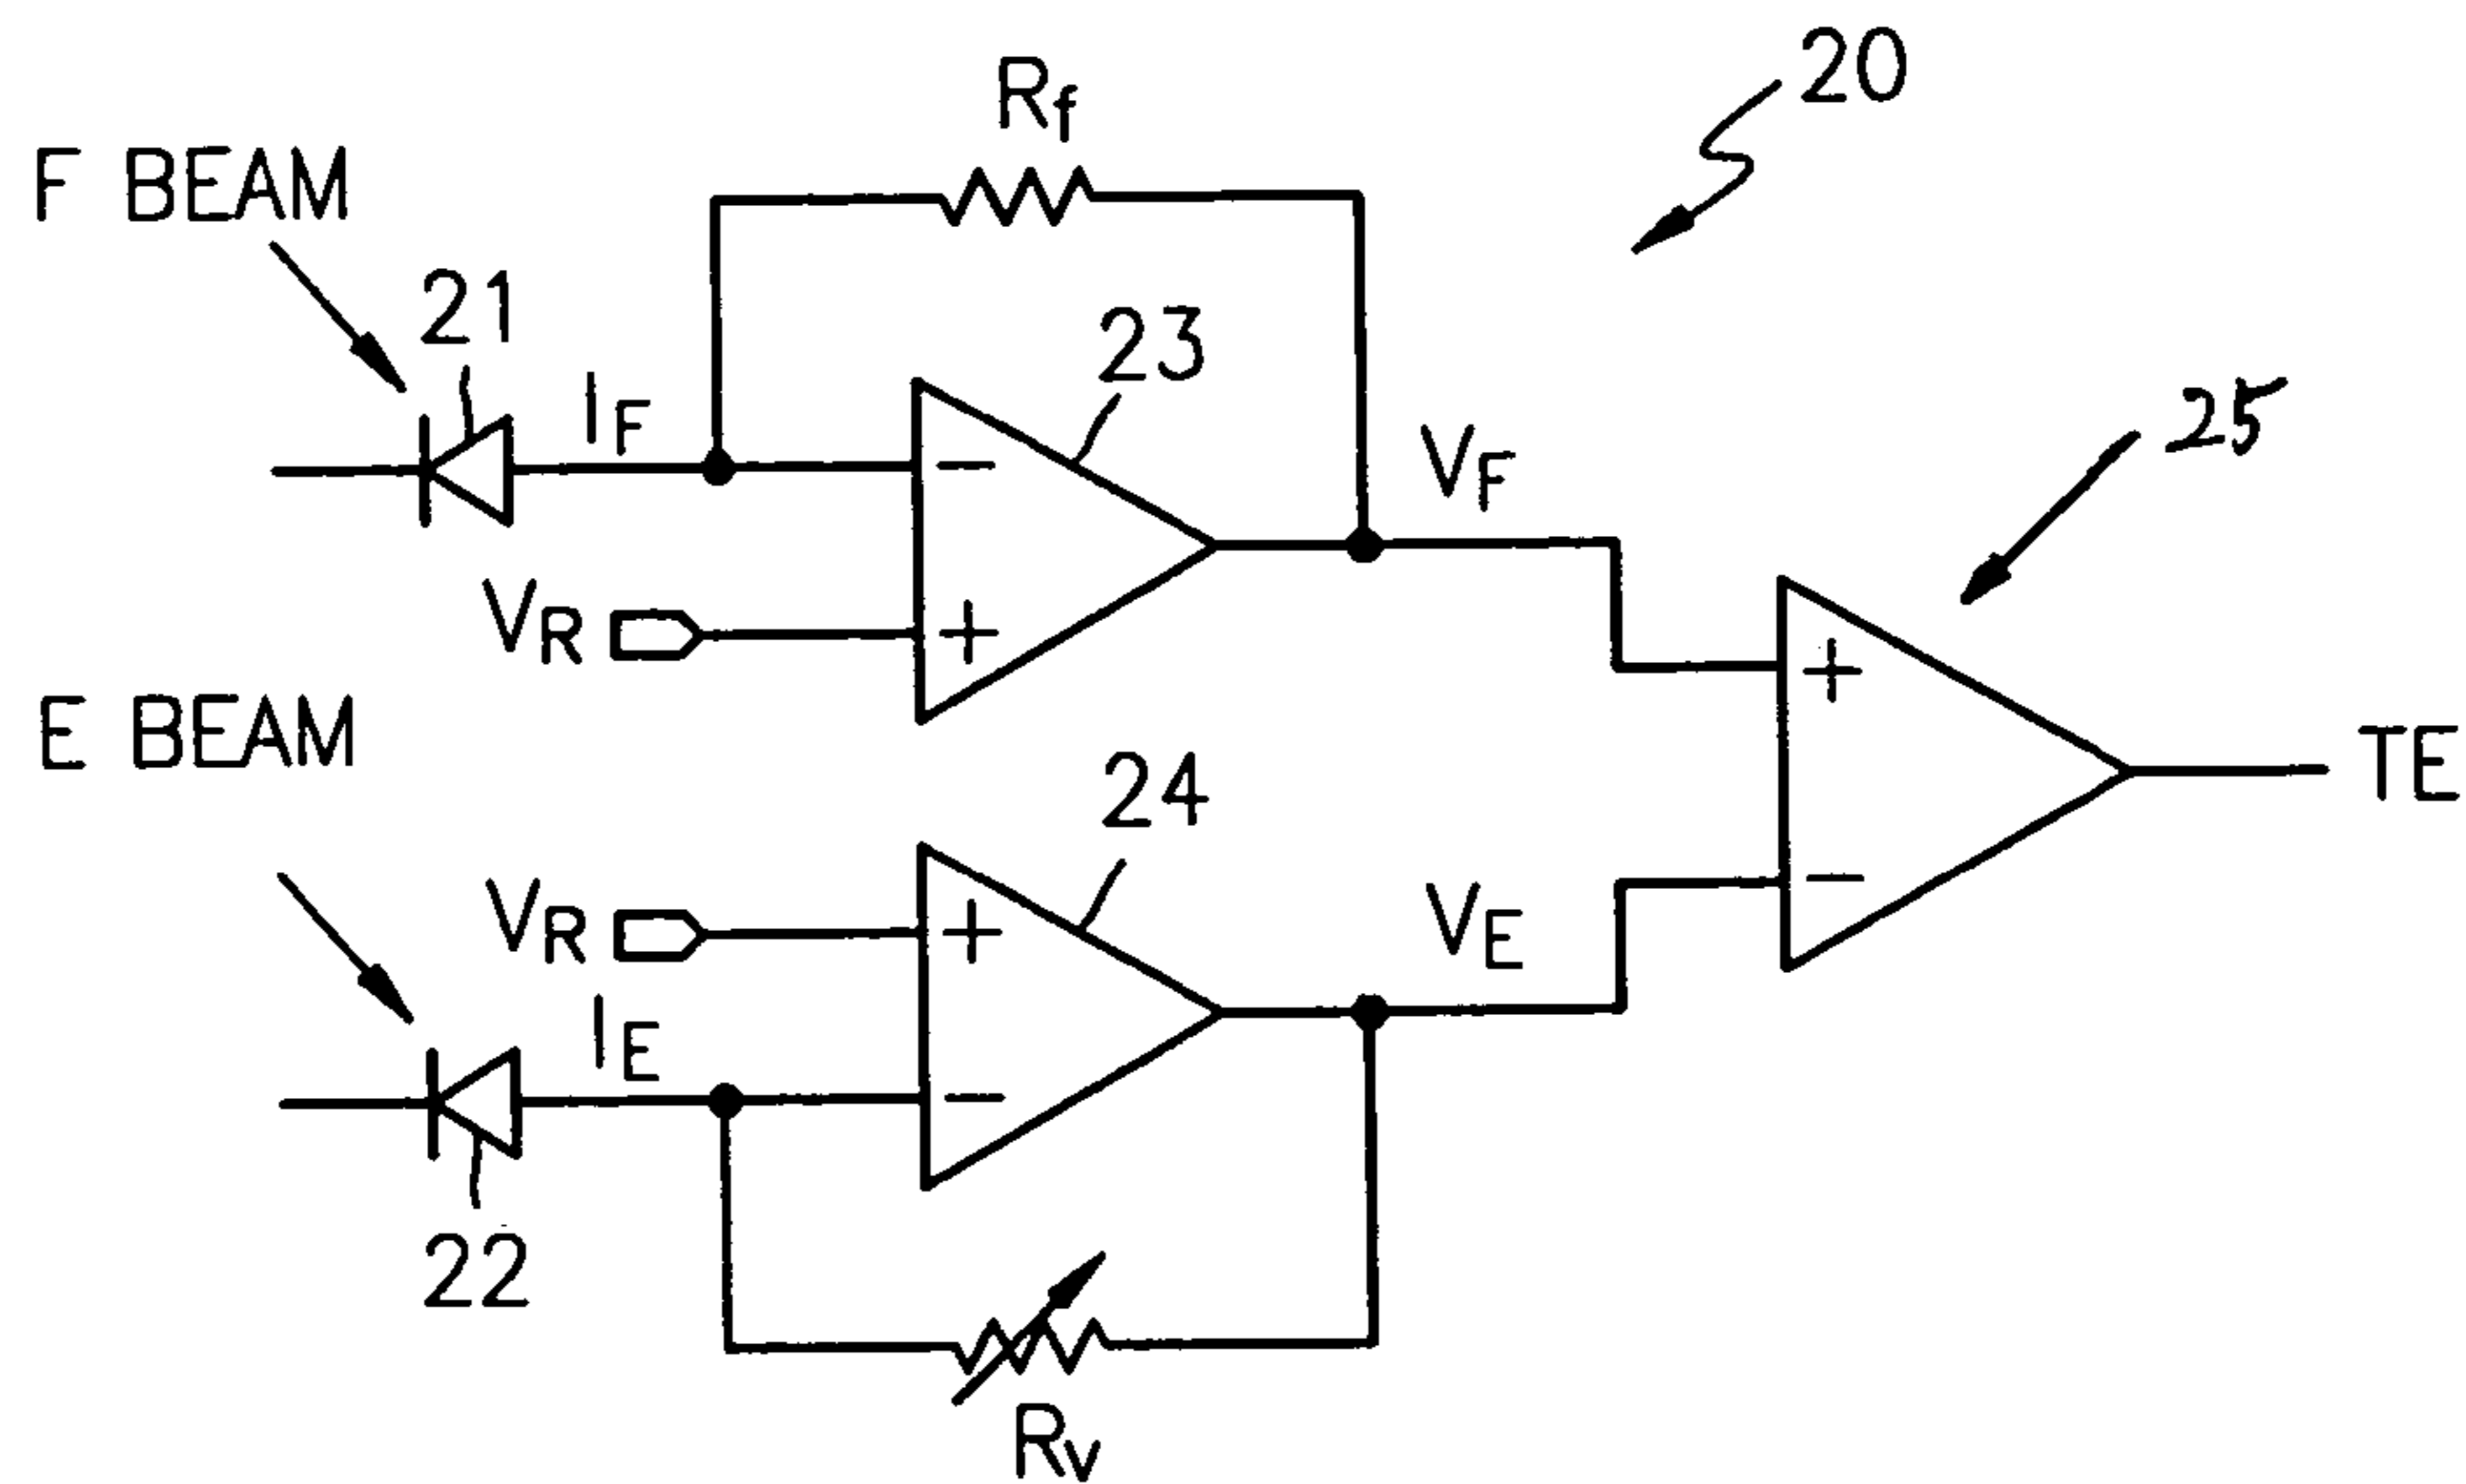 20
Rf
F BEAM
21
23
IF
25
VF
VR
+
-
E BEAM
+
TE
24
VR
+
-
VE
IE
-
22
Rv